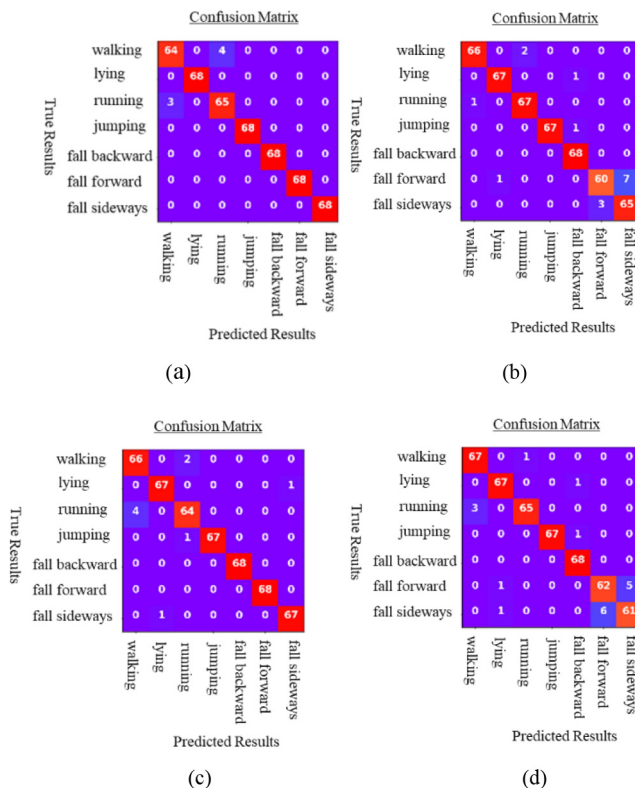 Confusion Matrix
True Results
walking 64 0 4 0 0 0 0
lying 0 68 0 0 0 0 0
running 3 0 65 0 0 0 0
jumping 0 0 0 68 0 0 0
fall backward 0 0 0 0 68 0 0
fall forward 0 0 0 0 0 68 0
fall sideways 0 0 0 0 0 0 68
walking lying running jumping fall backward fall forward fall sideways
Predicted Results
(a)
Confusion Matrix
True Results
walking 66 0 2 0 0 0 0
lying 0 67 0 0 1 0 0
running 1 0 67 0 0 0 0
jumping 0 0 0 67 1 0 0
fall backward 0 0 0 0 68 0 0
fall forward 0 1 0 0 0 60 7
fall sideways 0 0 0 0 0 3 65
walking lying running jumping fall backward fall forward fall sideways
Predicted Results
(b)
Confusion Matrix
True Results
walking 66 0 2 0 0 0 0
lying 0 67 0 0 0 0 1
running 4 0 64 0 0 0 0
jumping 0 0 1 67 0 0 0
fall backward 0 0 0 0 68 0 0
fall forward 0 0 0 0 0 68 0
fall sideways 0 1 0 0 0 0 67
walking lying running jumping fall backward fall forward fall sideways
Predicted Results
(c)
Confusion Matrix
True Results
walking 67 0 1 0 0 0 0
lying 0 67 0 0 1 0 0
running 3 0 65 0 0 0 0
jumping 0 0 0 67 1 0 0
fall backward 0 0 0 0 68 0 0
fall forward 0 1 0 0 0 62 5
fall sideways 0 1 0 0 0 6 61
walking lying running jumping fall backward fall forward fall sideways
Predicted Results
(d)